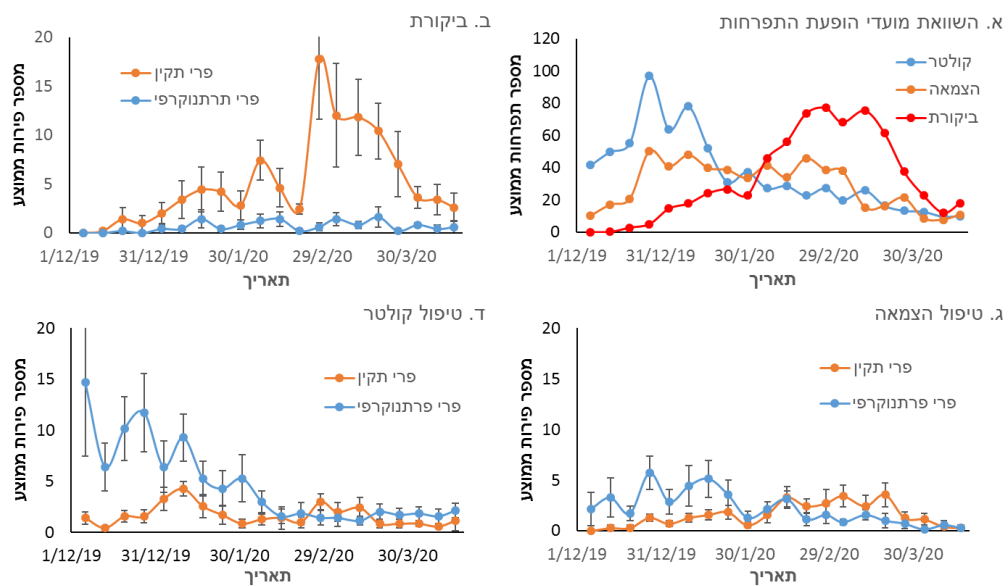 א. השוואת מועדי הופעת התפרחות
מספר תפרחות ממוצע
120
100
80
60
40
20
0
קולטר
הצמאה
ביקורת
1/12/19 31/12/19 30/1/20 29/2/20 30/3/20
תאריך
ב. ביקורת
מספר פירות ממוצע
20
15
10
5
0
פרי תקין
פרי תרתנוקרפי
1/12/19 31/12/19 30/1/20 29/2/20 30/3/20
תאריך
ג. טיפול הצמאה
מספר פירות ממוצע
20
15
10
5
0
פרי תקין
פרי פרתנוקרפי
1/12/19 31/12/19 30/1/20 29/2/20 30/3/20
תאריך
ד. טיפול קולטר
מספר פירות ממוצע
20
15
10
5
0
פרי תקין
פרי פרתנוקרפי
1/12/19 31/12/19 30/1/20 29/2/20 30/3/20
תאריך